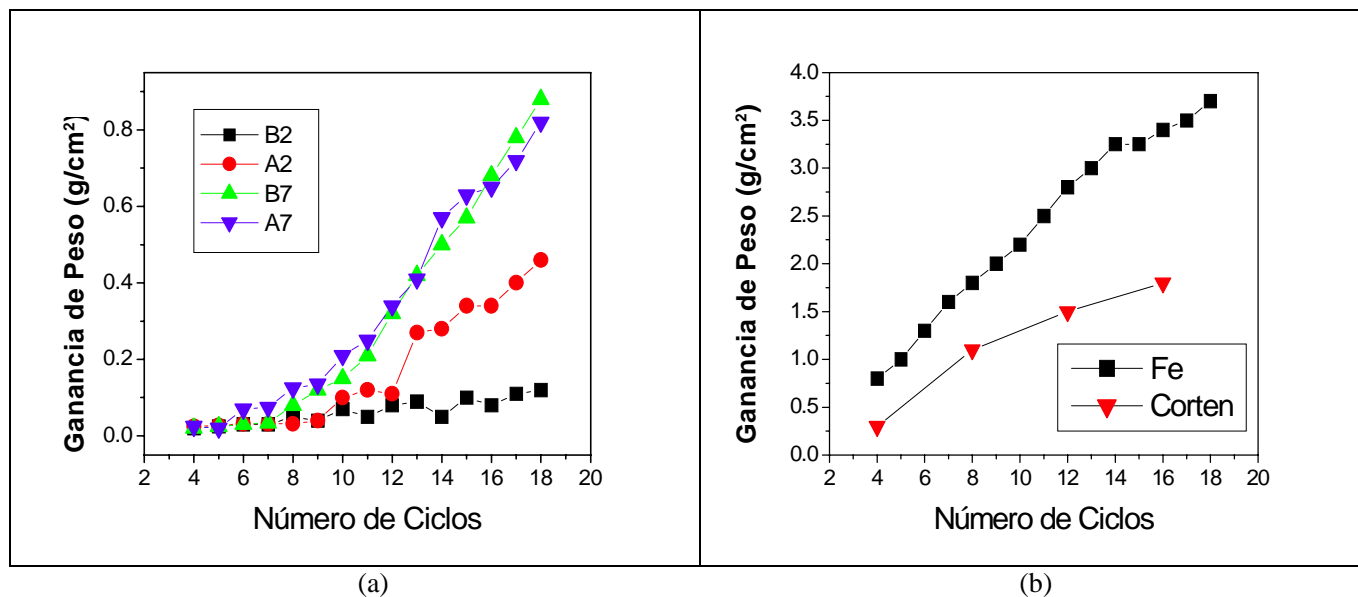 B2
A2
B7
A7
Ganancia de Peso (g/cm²)
0.8
0.6
0.4
0.2
0.0
2 4 6 8 10 12 14 16 18 20
Número de Ciclos
(a)
Ganancia de Peso (g/cm²)
4.0
3.5
3.0
2.5
2.0
1.5
1.0
0.5
0.0
Fe
Corten
2 4 6 8 10 12 14 16 18 20
Número de Ciclos
(b)